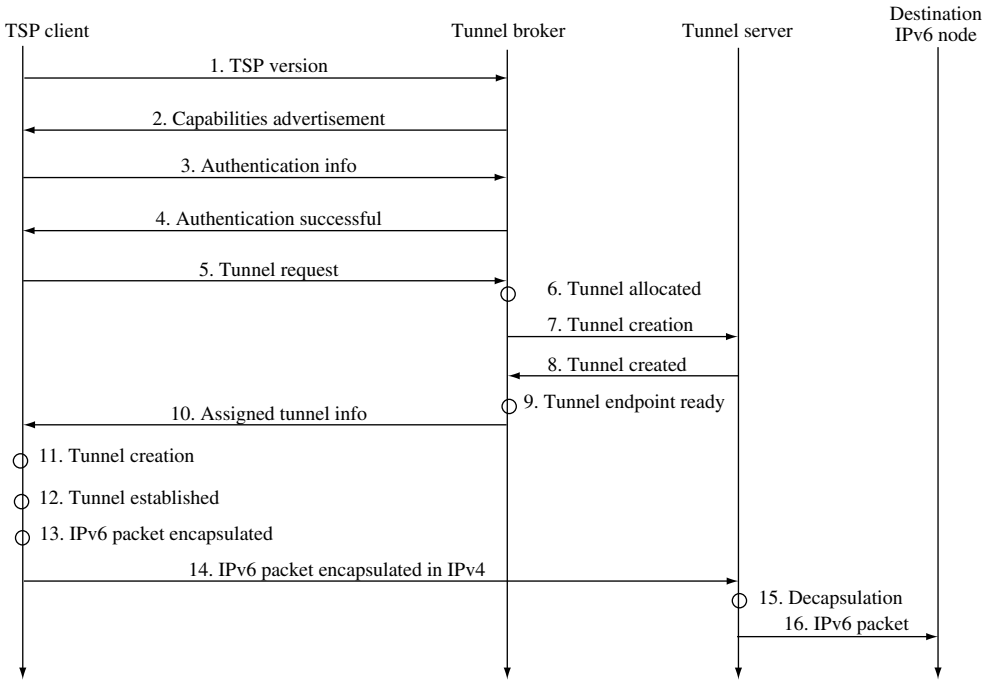 TSP client
Tunnel broker
Tunnel server
Destination
IPv6 node
1. TSP version
2. Capabilities advertisement
3. Authentication info
4. Authentication successful
5. Tunnel request
6. Tunnel allocated
7. Tunnel creation
8. Tunnel created
9. Tunnel endpoint ready
10. Assigned tunnel info
11. Tunnel creation
12. Tunnel established
13. IPv6 packet encapsulated
14. IPv6 packet encapsulated in IPv4
15. Decapsulation
16. IPv6 packet